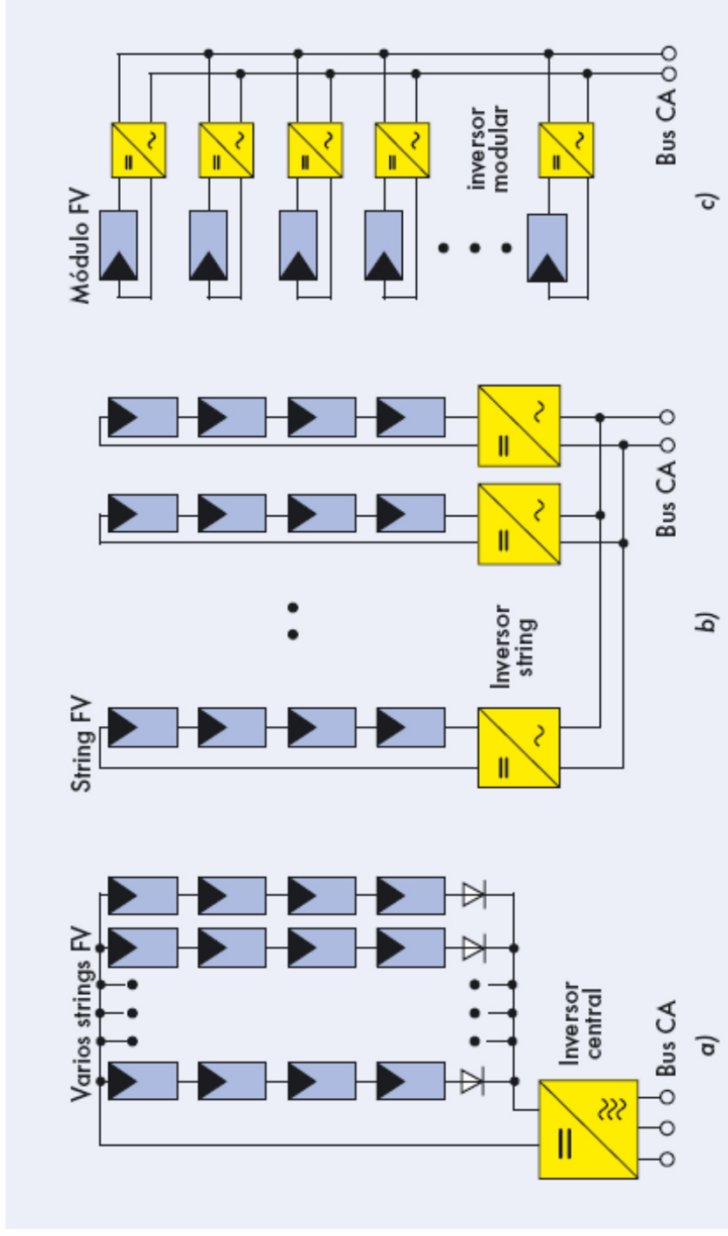 Varios strings FV
Inversor
central
Bus CA
a)
String FV
Inversor
string
Bus CA
b)
Módulo FV
inversor
modular
Bus CA
c)